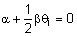 α + 1/2 βθ₁ = 0